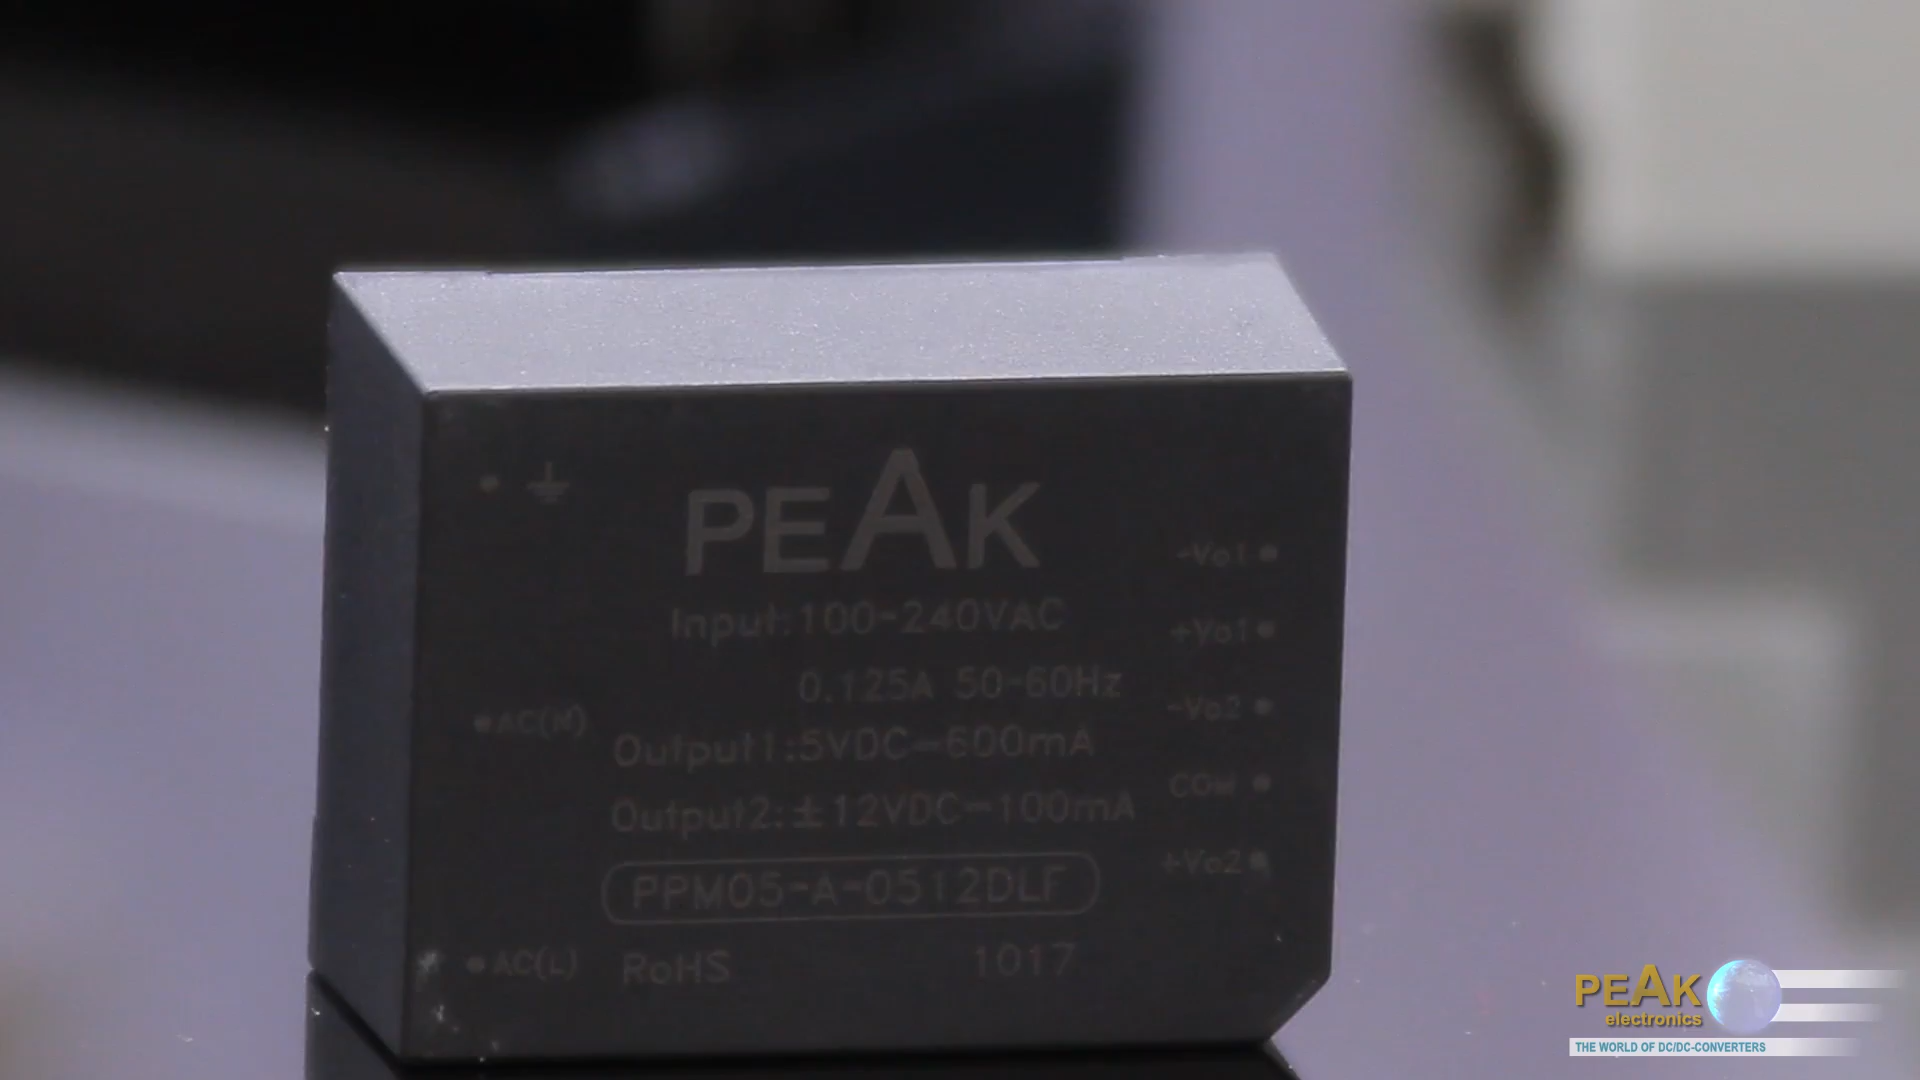 PEAK
Input:100-240VAC
0.125A 50-60Hz
Output1:5VDC-600mA
Output2:±12VDC-100mA
PPM05-A-0512DLF
RoHS 1017
AC(N)
AC(L)
-Vo1
+Vo1
-Vo2
COM
+Vo2
PEAK
electronics
THE WORLD OF DC/DC-CONVERTERS